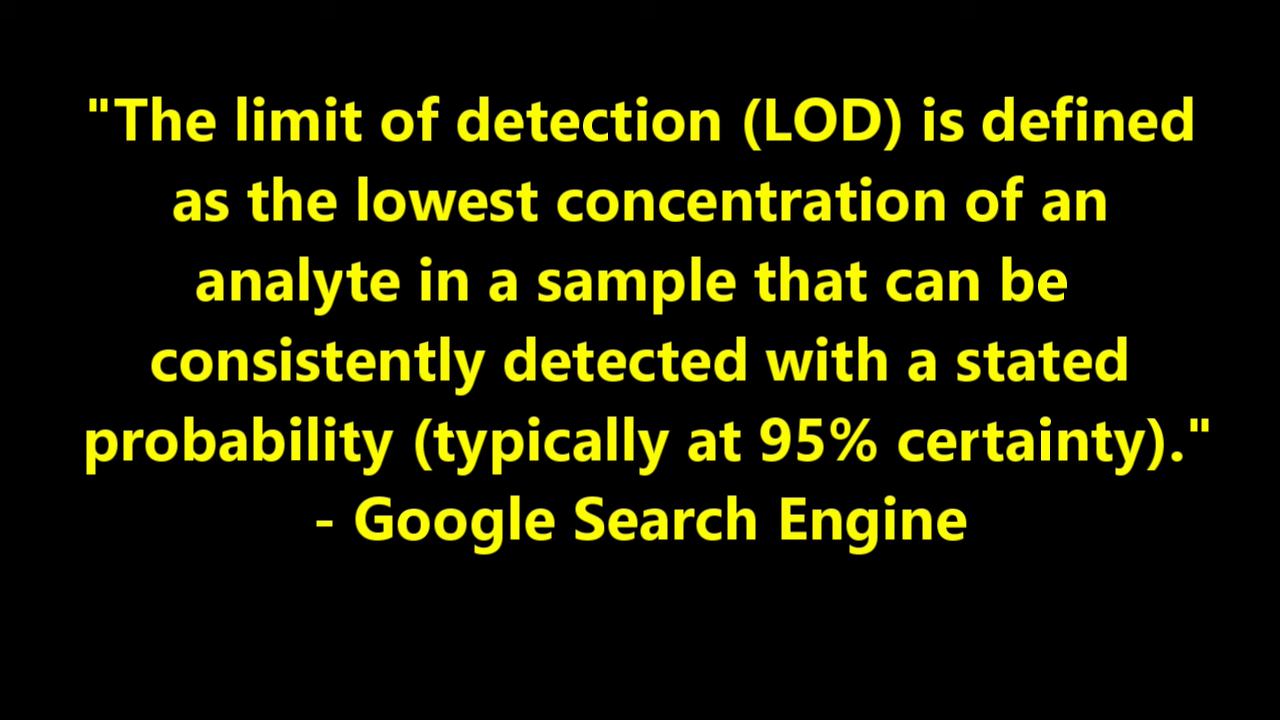 "The limit of detection (LOD) is defined
as the lowest concentration of an
analyte in a sample that can be
consistently detected with a stated
probability (typically at 95% certainty)."
- Google Search Engine